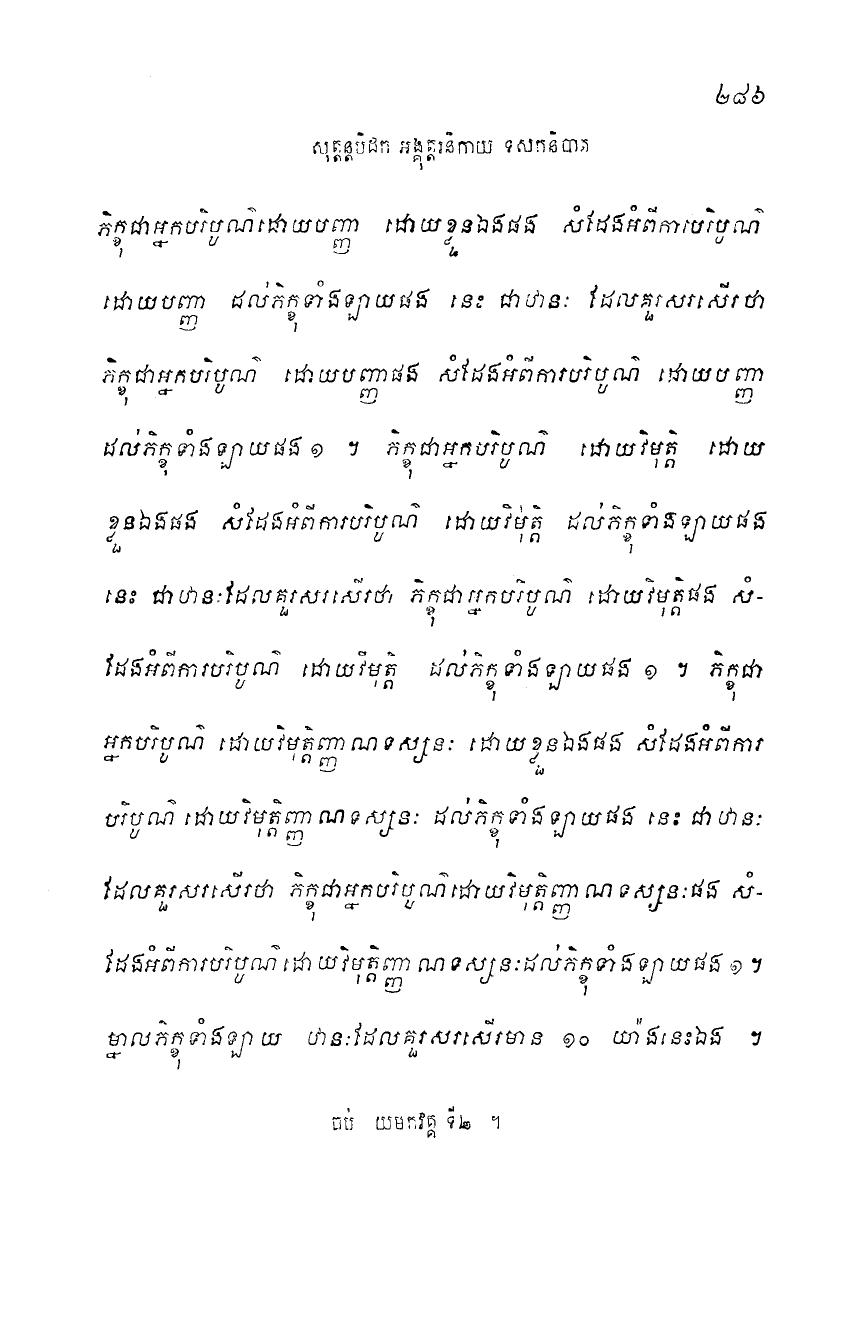 ២៨៦
សុត្តន្តបិដក អង្គុត្តរនិកាយ ទសកនិបាត
ភិក្ខុជាអ្នកបរិបូណ៌ដោយបញ្ញា ដោយខ្លួនឯងផង សំដែងអំពីការបរិបូណ៌
ដោយបញ្ញា ដល់ភិក្ខុទាំងឡាយផង នេះ ជាឋានៈ ដែលគួរសរសើរថា
ភិក្ខុជាអ្នកបរិបូណ៌ ដោយបញ្ញាផង សំដែងអំពីការបរិបូណ៌ ដោយបញ្ញា
ដល់ភិក្ខុទាំងឡាយផង ១ ។ ភិក្ខុជាអ្នកបរិបូណ៌ ដោយវិមុត្តិ ដោយ
ខ្លួនឯងផង សំដែងអំពីការបរិបូណ៌ ដោយវិមុត្តិ ដល់ភិក្ខុទាំងឡាយផង
នេះ ជាឋានៈដែលគួរសរសើរថា ភិក្ខុជាអ្នកបរិបូណ៌ ដោយវិមុត្តិផង សំ-
ដែងអំពីការបរិបូណ៌ ដោយវិមុត្តិ ដល់ភិក្ខុទាំងឡាយផង ១ ។ ភិក្ខុជា
អ្នកបរិបូណ៌ ដោយវិមុត្តិញ្ញាណទស្សនៈ ដោយខ្លួនឯងផង សំដែងអំពីការ
បរិបូណ៌ ដោយវិមុត្តិញ្ញាណទស្សនៈ ដល់ភិក្ខុទាំងឡាយផង នេះ ជាឋានៈ
ដែលគួរសរសើរថា ភិក្ខុជាអ្នកបរិបូណ៌ដោយវិមុត្តិញ្ញាណទស្សនៈផង សំ-
ដែងអំពីការបរិបូណ៌ដោយវិមុត្តិញ្ញាណទស្សនៈដល់ភិក្ខុទាំងឡាយផង ១ ។
ម្នាលភិក្ខុទាំងឡាយ ឋានៈដែលគួរសរសើរមាន ១០ យ៉ាងនេះឯង ។
ចប់ យមកវគ្គ ទី២ ។